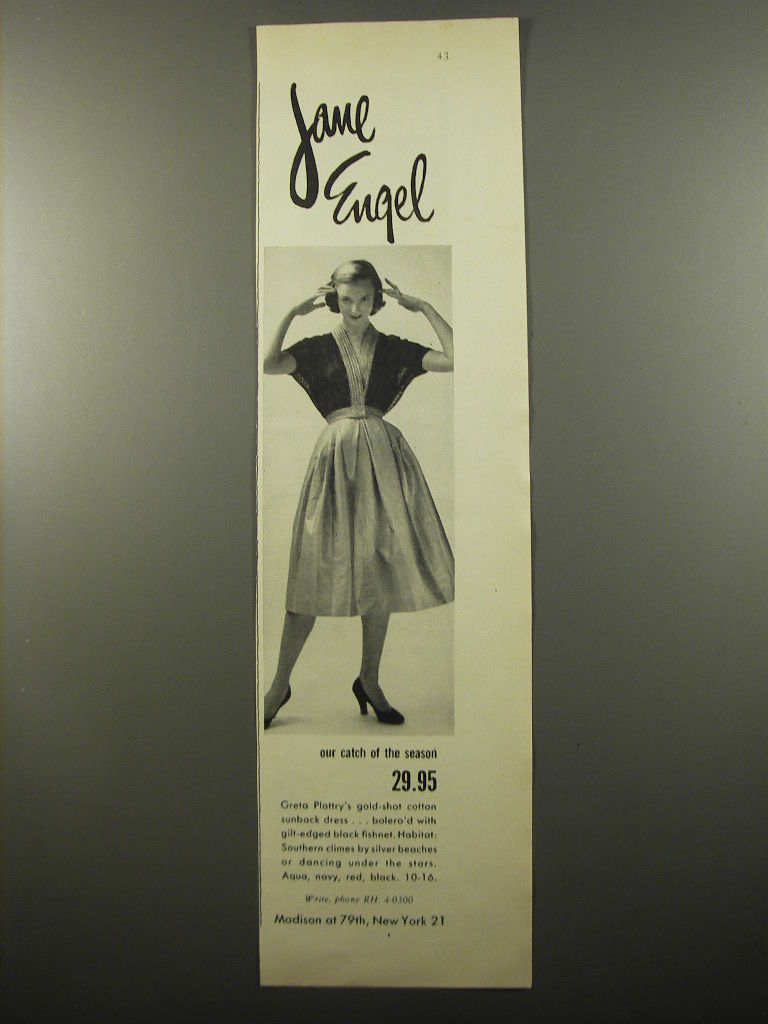 43
Jane
Engel
our catch of the season
29.95
Greta Plattry's gold-shot cotton
sunback dress . . . bolero'd with
gilt-edged black fishnet. Habitat:
Southern climes by silver beaches
or dancing under the stars.
Aqua, navy, red, black. 10-16.
Write, phone RH. 4-0300
Madison at 79th, New York 21